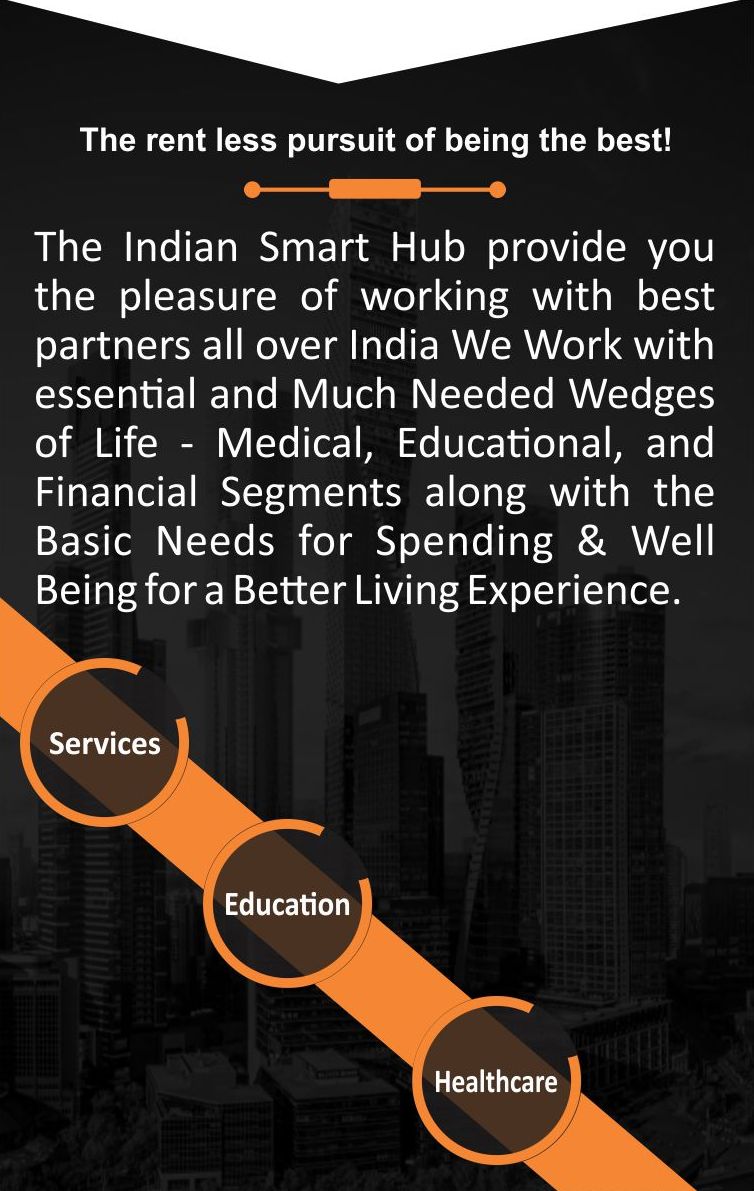 The rent less pursuit of being the best!
The Indian Smart Hub provide you
the pleasure of working with best
partners all over India We Work with
essential and Much Needed Wedges
of Life - Medical, Educational, and
Financial Segments along with the
Basic Needs for Spending & Well
Being for a Better Living Experience.
Services
Education
Healthcare